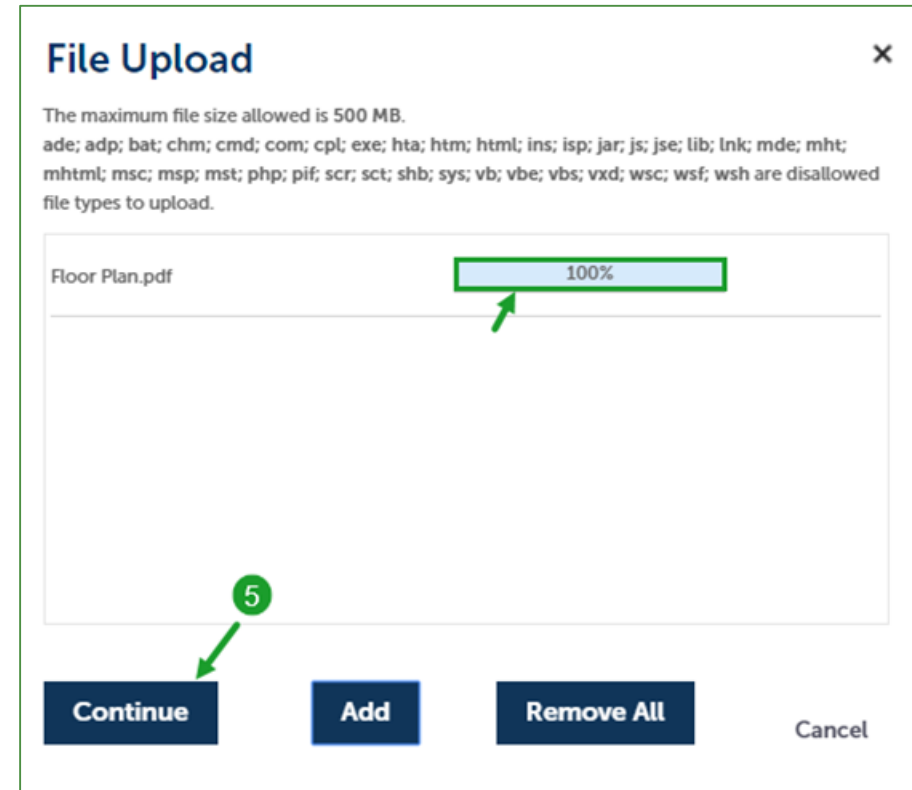 File Upload
×
The maximum file size allowed is 500 MB.
ade; adp; bat; chm; cmd; com; cpl; exe; hta; htm; html; ins; isp; jar; js; jse; lib; lnk; mde; mht;
mhtml; msc; msp; mst; php; pif; scr; sct; shb; sys; vb; vbe; vbs; vxd; wsc; wsf; wsh are disallowed
file types to upload.
Floor Plan.pdf 100%
5
Continue Add Remove All Cancel